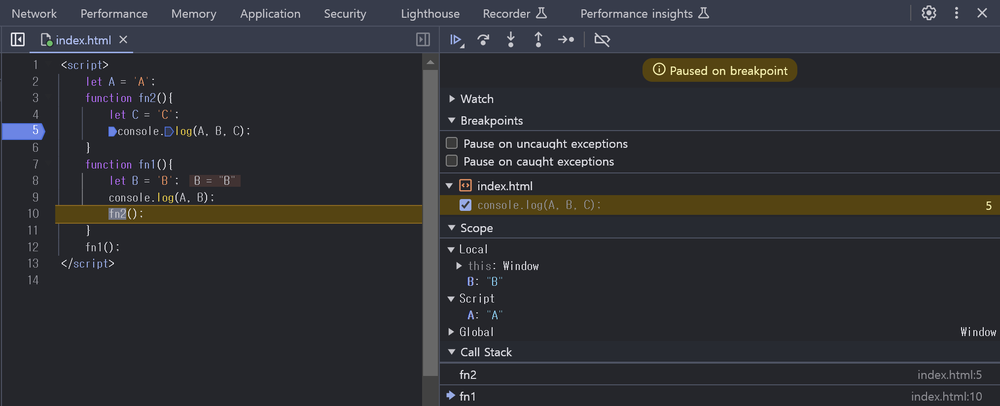 Network Performance Memory Application Security Lighthouse Recorder Performance insights
index.html
Paused on breakpoint
1 <script>
2 let A = 'A';
3 function fn2(){
4 let C = 'C';
5 console.log(A, B, C);
6 }
7 function fn1(){
8 let B = 'B'; B = "B"
9 console.log(A, B);
10 fn2();
11 }
12 fn1();
13 </script>
14
Watch
Breakpoints
Pause on uncaught exceptions
Pause on caught exceptions
index.html
console.log(A, B, C); 5
Scope
Local
this: Window
B: "B"
Script
A: "A"
Global Window
Call Stack
fn2 index.html:5
fn1 index.html:10